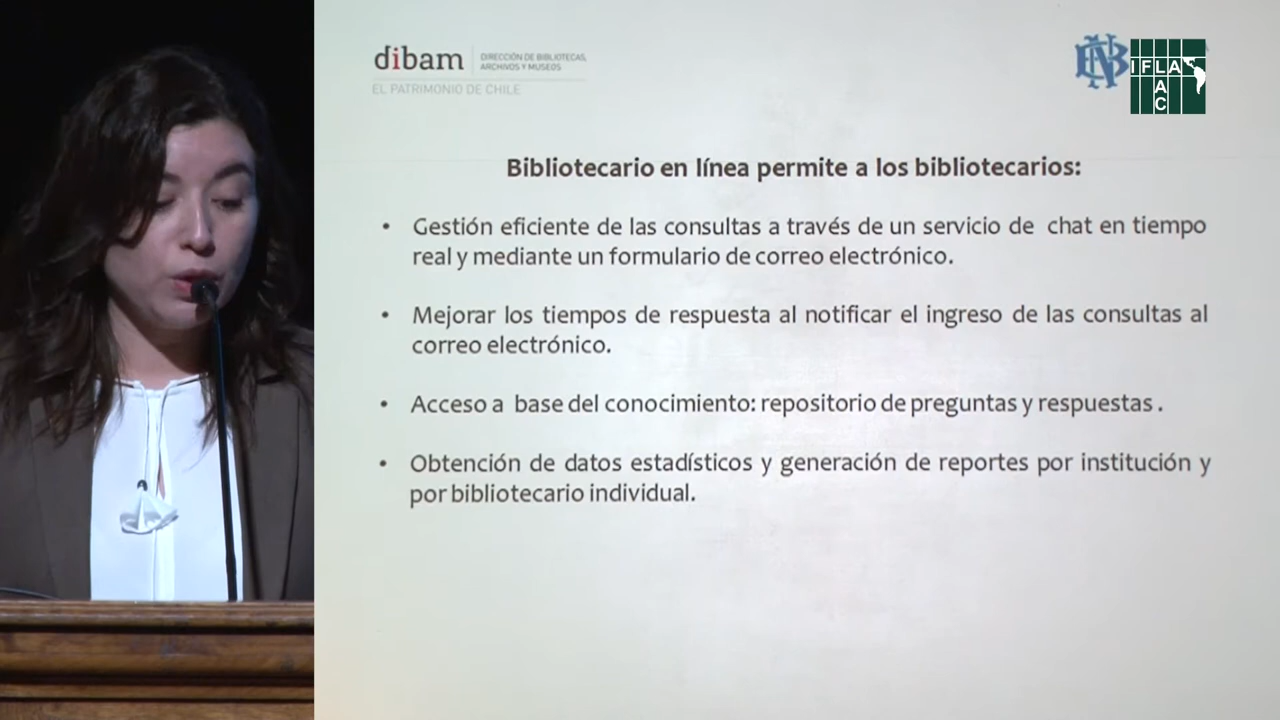 dibam
DIRECCIÓN DE BIBLIOTECAS,
ARCHIVOS Y MUSEOS
EL PATRIMONIO DE CHILE
BN
IFLA
LAC
Bibliotecario en línea permite a los bibliotecarios:
• Gestión eficiente de las consultas a través de un servicio de chat en tiempo
real y mediante un formulario de correo electrónico.
• Mejorar los tiempos de respuesta al notificar el ingreso de las consultas al
correo electrónico.
• Acceso a base del conocimiento: repositorio de preguntas y respuestas .
• Obtención de datos estadísticos y generación de reportes por institución y
por bibliotecario individual.